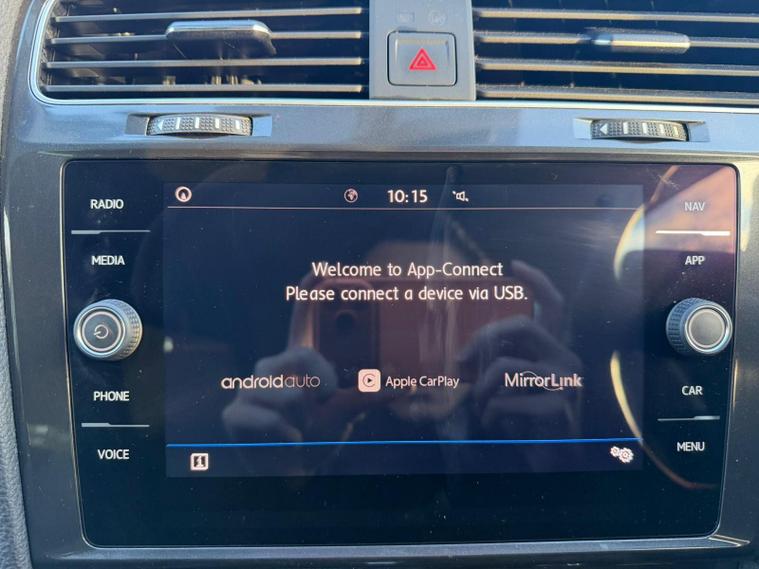 10:15
RADIO
NAV
MEDIA
APP
Welcome to App-Connect
Please connect a device via USB.
androidauto
Apple CarPlay
MirrorLink
PHONE
CAR
VOICE
MENU